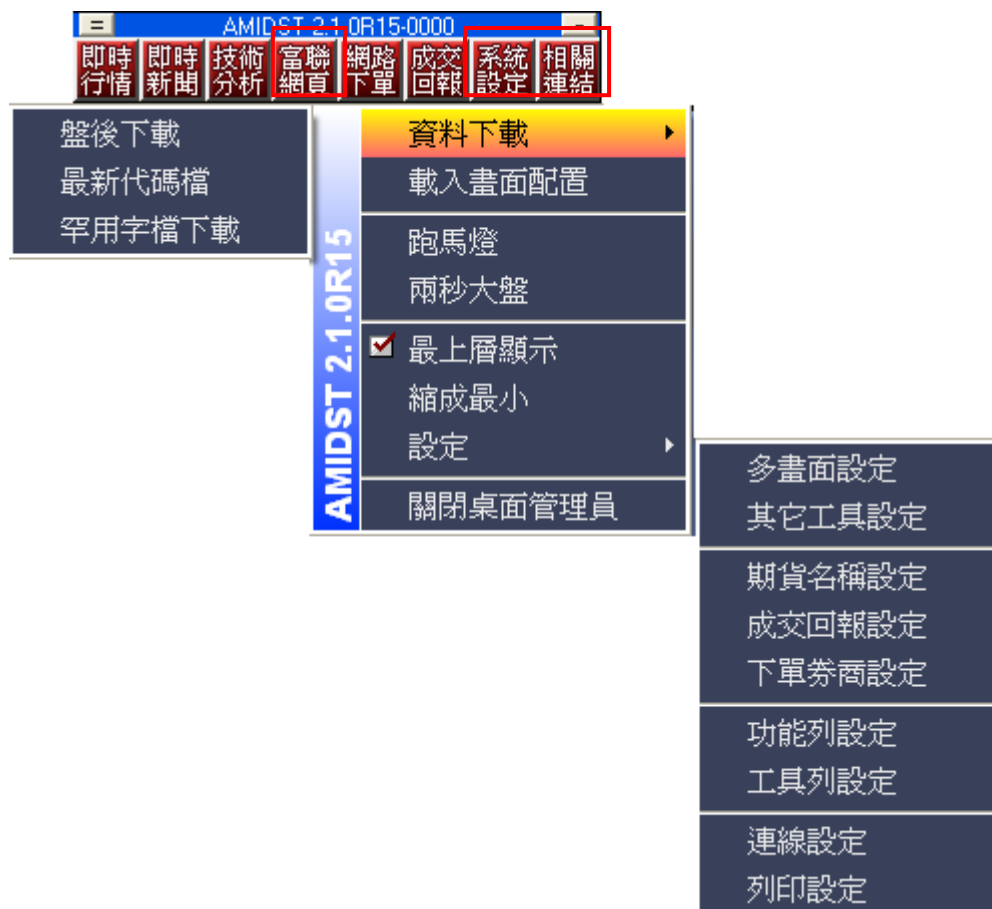 AMIDST 2.1.0R15-0000
即時行情 即時新聞 技術分析 富聯網頁 網路下單 成交回報 系統設定 相關連結
盤後下載
最新代碼檔
罕用字檔下載
AMIDST 2.1.0R15
資料下載
載入畫面配置
跑馬燈
兩秒大盤
最上層顯示
縮成最小
設定
關閉桌面管理員
多畫面設定
其它工具設定
期貨名稱設定
成交回報設定
下單券商設定
功能列設定
工具列設定
連線設定
列印設定